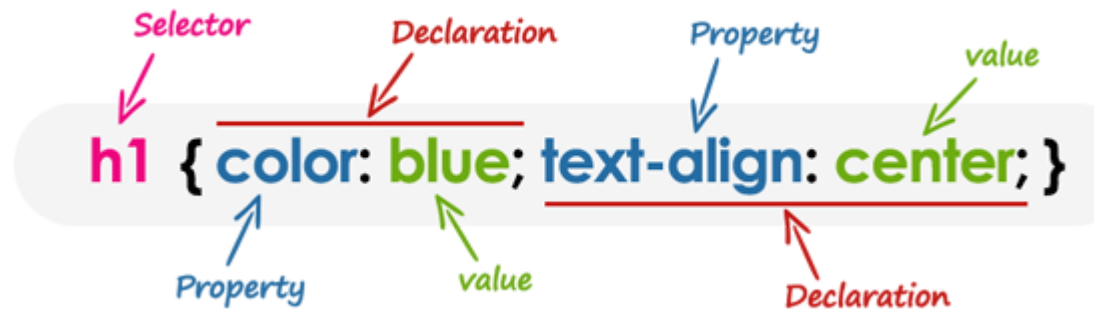 Selector
Declaration
Property
value
h1 { color: blue; text-align: center; }
Property
value
Declaration